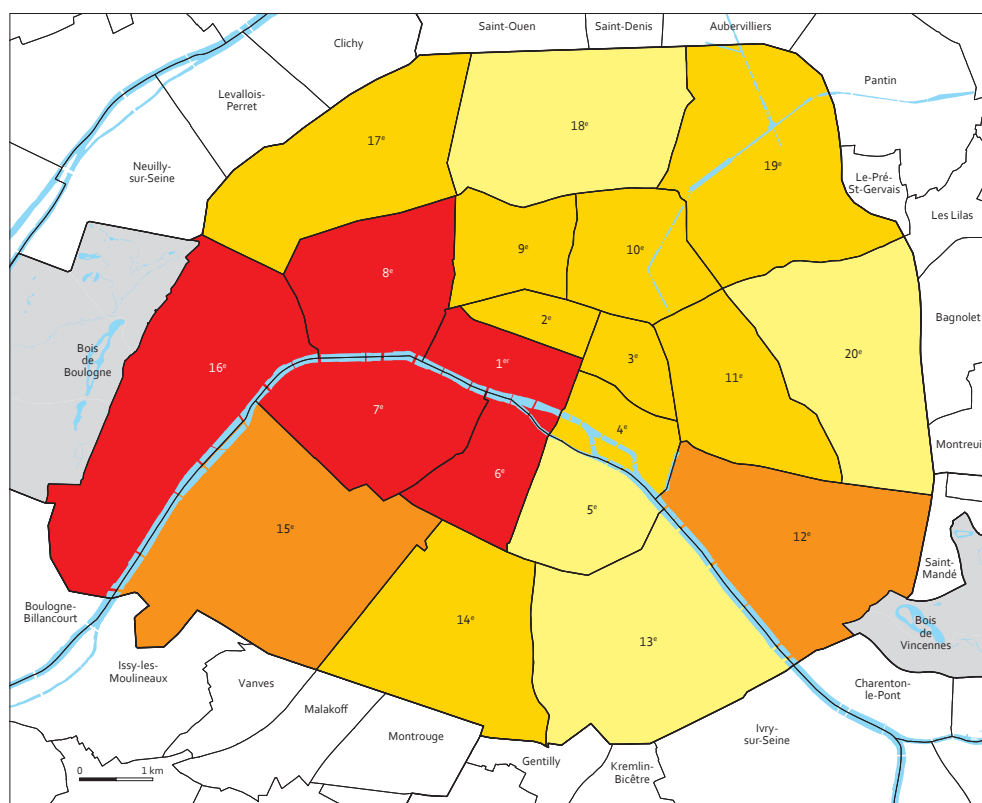 Saint-Ouen
Saint-Denis
Aubervilliers
Clichy
Pantin
Levallois-
Perret
18e
17e
Neuilly-
sur-Seine
19e
Le-Pré-
St-Gervais
Les Lilas
9e
10e
8e
2e
Bagnolet
Bois
de
Boulogne
16e
1er
3e
20e
11e
7e
4e
Montreui
6e
5e
15e
12e
Saint-
Mandé
Boulogne-
Billancourt
14e
13e
Bois
de
Vincennes
Issy-les-
Moulineaux
Vanves
Charenton-
le-Pont
Malakoff
Montrouge
Ivry-
sur-Seine
Gentilly
Kremlin-
Bicêtre
0 1 km